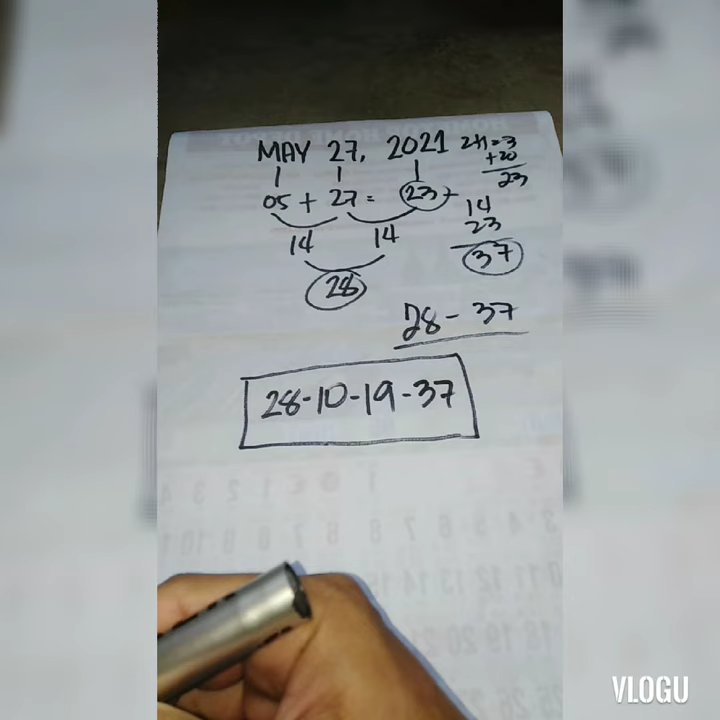 MAY 27, 2021
2+1=3
+20
23
05 + 27 = 23 +
14 14
14
23
37
28
28 - 37
28-10-19-37
VLOGU